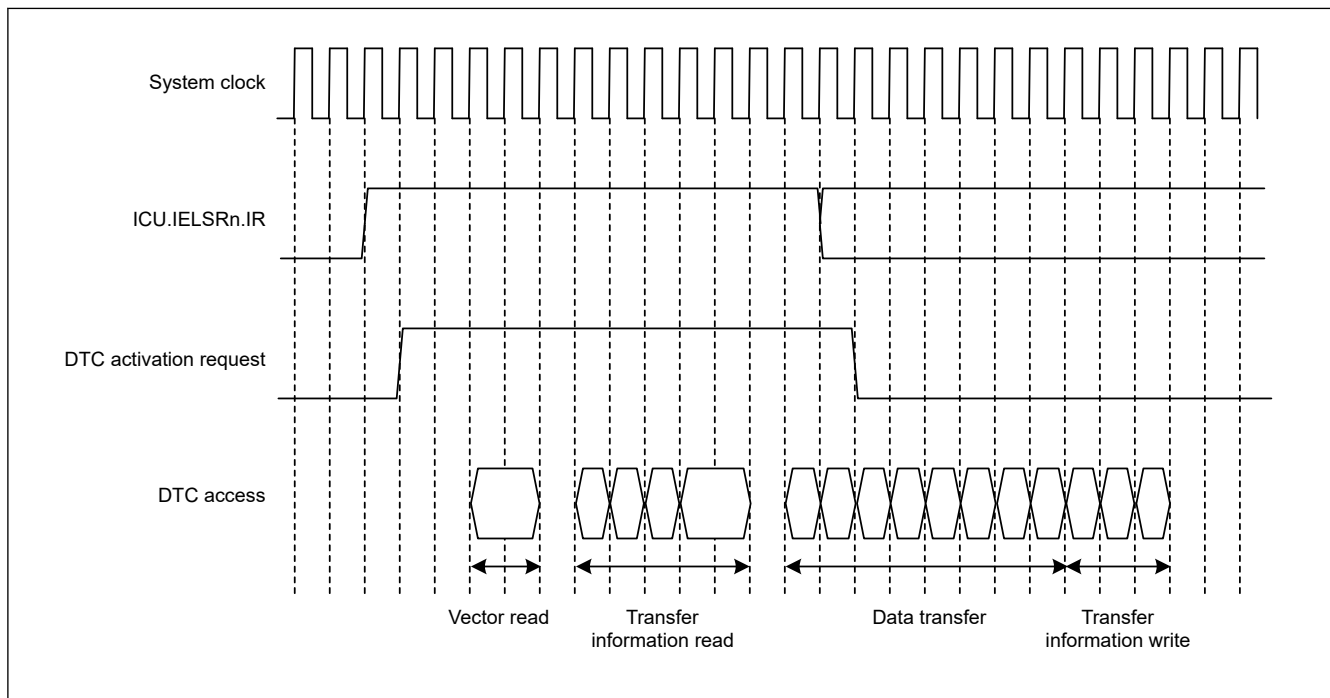 System clock
ICU.IELSRn.IR
DTC activation request
DTC access
Vector read
Transfer
information read
Data transfer
Transfer
information write